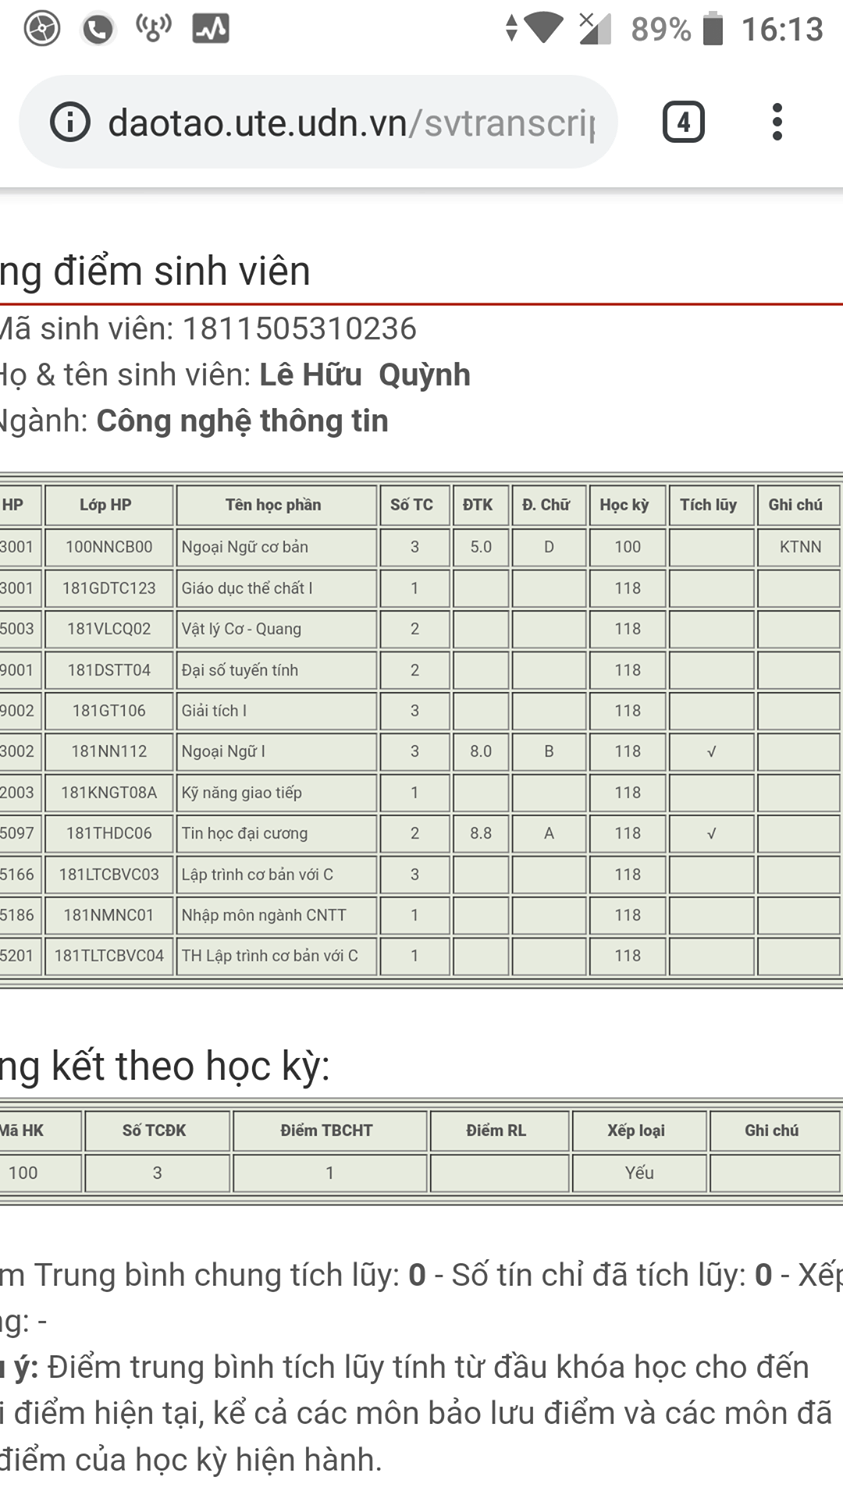 89% 16:13
daotao.ute.udn.vn/svtranscrip
4
ng điểm sinh viên
Mã sinh viên: 1811505310236
Họ & tên sinh viên: Lê Hữu Quỳnh
Ngành: Công nghệ thông tin
HP Lớp HP Tên học phần Số TC ĐTK Đ. Chữ Học kỳ Tích lũy Ghi chú
3001 100NNCB00 Ngoại Ngữ cơ bản 3 5.0 D 100 KTNN
3001 181GDTC123 Giáo dục thể chất I 1 118
5003 181VLCQ02 Vật lý Cơ - Quang 2 118
9001 181DSTT04 Đại số tuyến tính 2 118
9002 181GT106 Giải tích I 3 118
3002 181NN112 Ngoại Ngữ I 3 8.0 B 118 √
2003 181KNGT08A Kỹ năng giao tiếp 1 118
5097 181THDC06 Tin học đại cương 2 8.8 A 118 √
5166 181LTCBVC03 Lập trình cơ bản với C 3 118
5186 181NMNC01 Nhập môn ngành CNTT 1 118
5201 181TLTCBVC04 TH Lập trình cơ bản với C 1 118
ng kết theo học kỳ:
Mã HK Số TCĐK Điểm TBCHT Điểm RL Xếp loại Ghi chú
100 3 1 Yếu
m Trung bình chung tích lũy: 0 - Số tín chỉ đã tích lũy: 0 - Xếp
ng: -
ý: Điểm trung bình tích lũy tính từ đầu khóa học cho đến
i điểm hiện tại, kể cả các môn bảo lưu điểm và các môn đã
điểm của học kỳ hiện hành.